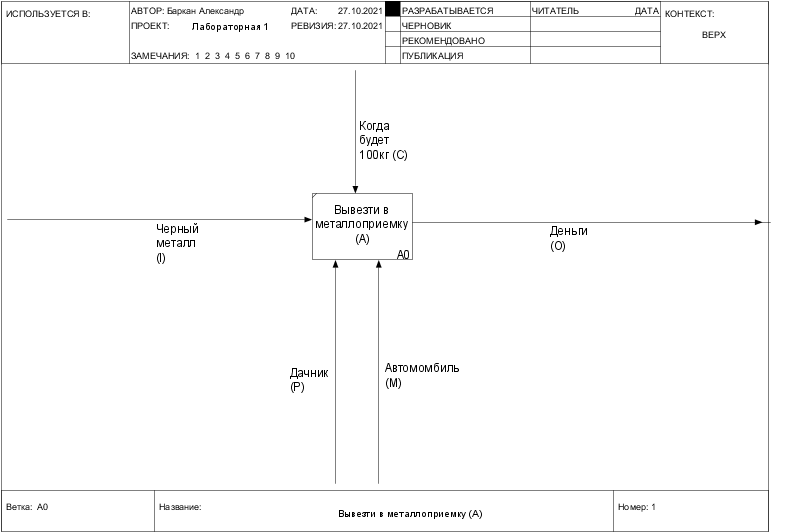 ИСПОЛЬЗУЕТСЯ В:
АВТОР: Баркан Александр
ДАТА: 27.10.2021
РАЗРАБАТЫВАЕТСЯ
ЧИТАТЕЛЬ
ДАТА
КОНТЕКСТ:
ПРОЕКТ: Лабораторная 1
РЕВИЗИЯ: 27.10.2021
ЧЕРНОВИК
РЕКОМЕНДОВАНО
ВЕРХ
ЗАМЕЧАНИЯ: 1 2 3 4 5 6 7 8 9 10
ПУБЛИКАЦИЯ
Когда
будет
100кг (C)
Вывезти в
металлоприемку
(A)
A0
Черный
металл
(I)
Деньги
(O)
Дачник
(P)
Автомомбиль
(M)
Ветка: A0
Название:
Вывезти в металлоприемку (A)
Номер: 1